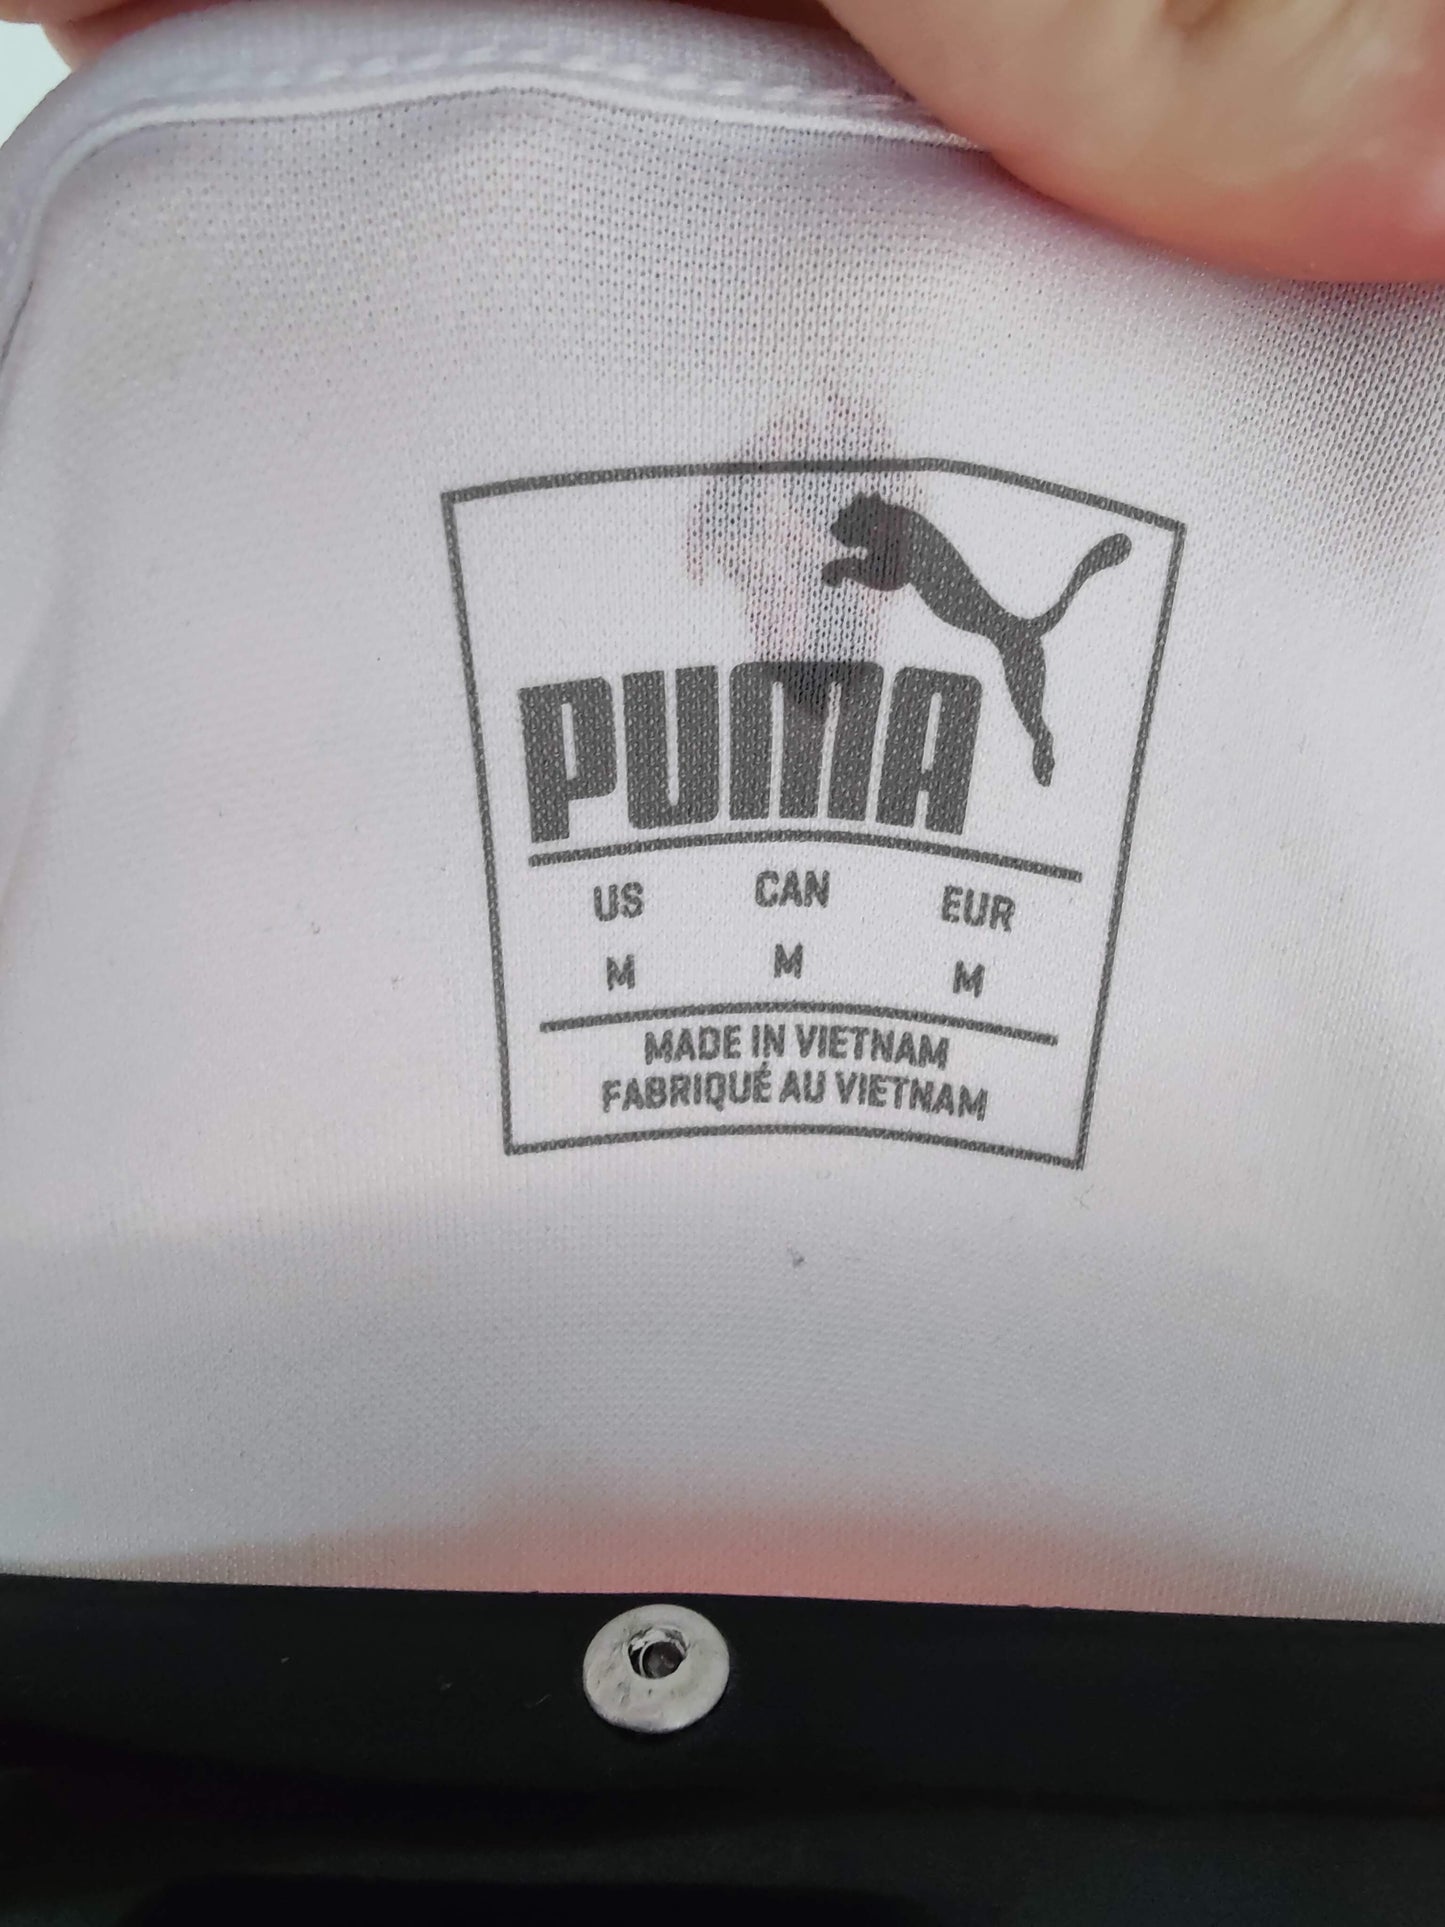 PUMA
US CAN EUR
M M M
MADE IN VIETNAM
FABRIQUÉ AU VIETNAM